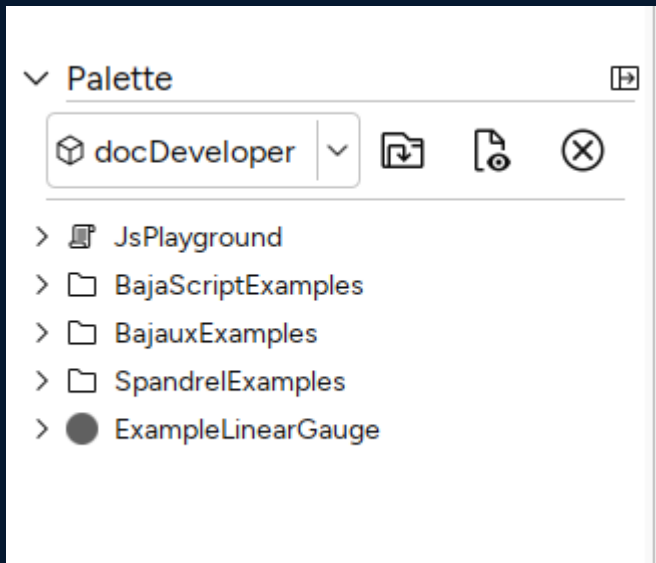 Palette
docDeveloper
JsPlayground
BajaScriptExamples
BajauxExamples
SpandrelExamples
ExampleLinearGauge